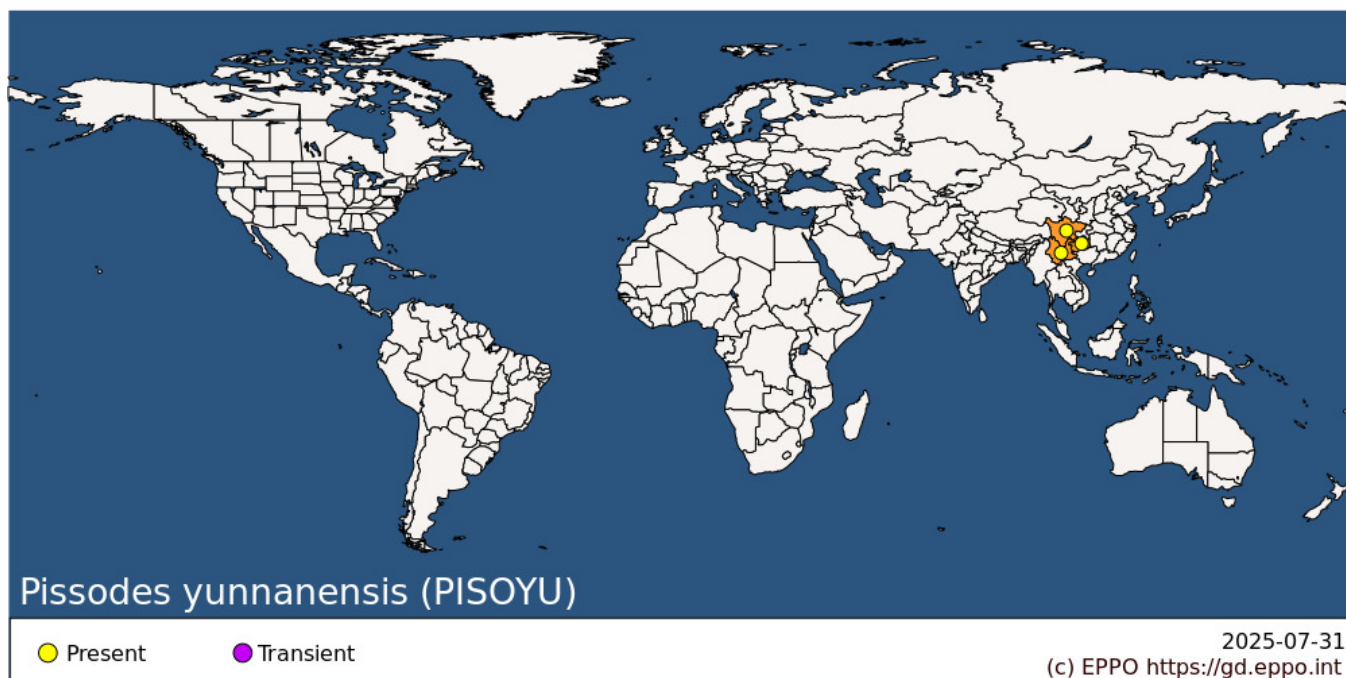 Pissodes yunnanensis (PISOYU)
Present
Transient
2025-07-31
(c) EPPO https://gd.eppo.int